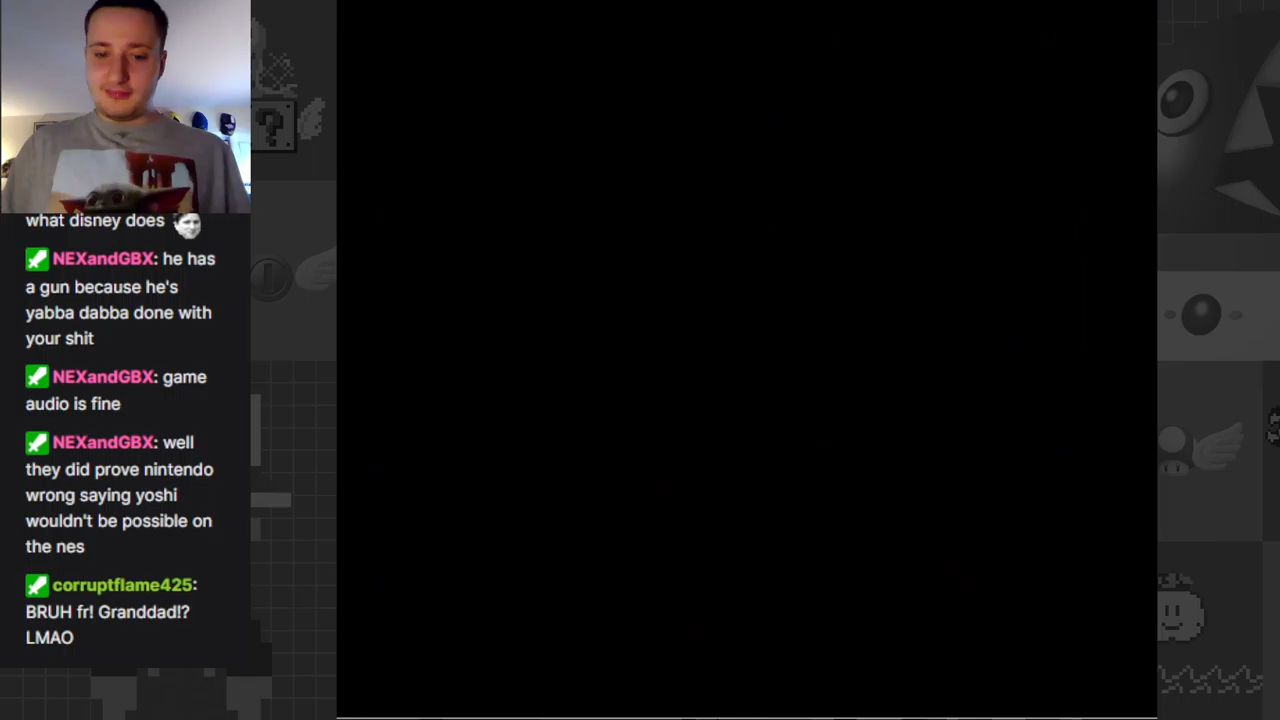 what disney does
NEXandGBX: he has
a gun because he's
yabba dabba done with
your shit
NEXandGBX: game
audio is fine
NEXandGBX: well
they did prove nintendo
wrong saying yoshi
wouldn't be possible on
the nes
corruptflame425:
BRUH fr! Granddad!?
LMAO